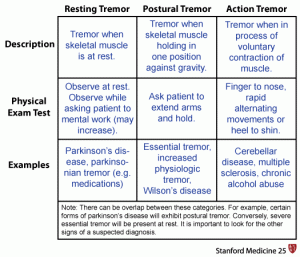 Resting Tremor Postural Tremor Action Tremor
Description
Tremor when
skeletal muscle
is at rest.
Tremor when
skeletal muscle
holding in
one position
against gravity.
Tremor when in
process of
voluntary
contraction of
muscle.
Physical
Exam Test
Observe at rest.
Observe while
asking patient to
mental work (may
increase).
Ask patient to
extend arms
and hold.
Finger to nose,
rapid
alternating
movements or
heel to shin.
Examples
Parkinson's dis-
ease, parkinso-
nian tremor (e.g.
medications)
Essential tremor,
increased
physiologic
tremor,
Wilson's disease
Cerebellar
disease, multiple
sclerosis, chronic
alcohol abuse
Note: There can be overlap between these categories. For example, certain
forms of parkinson's disease will exhibit postural tremor. Conversely, severe
essential tremor will be present at rest. It is important to look for the other
signs of a suspected diagnosis.
Stanford Medicine 25